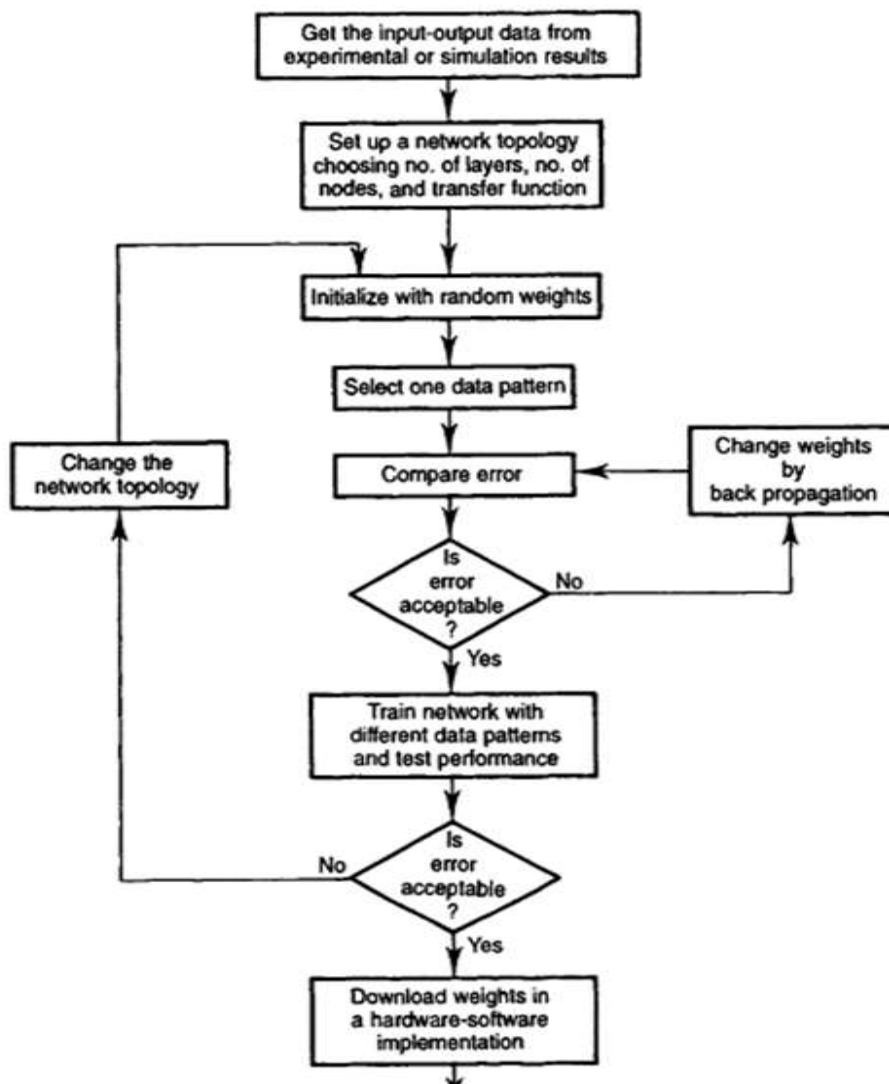 Get the input-output data from
experimental or simulation results
Set up a network topology
choosing no. of layers, no. of
nodes, and transfer function
Initialize with random weights
Select one data pattern
Change the
network topology
Compare error
Change weights
by
back propagation
Is
error
acceptable
?
No
Yes
Train network with
different data patterns
and test performance
Is
error
acceptable
?
No
Yes
Download weights in
a hardware-software
implementation